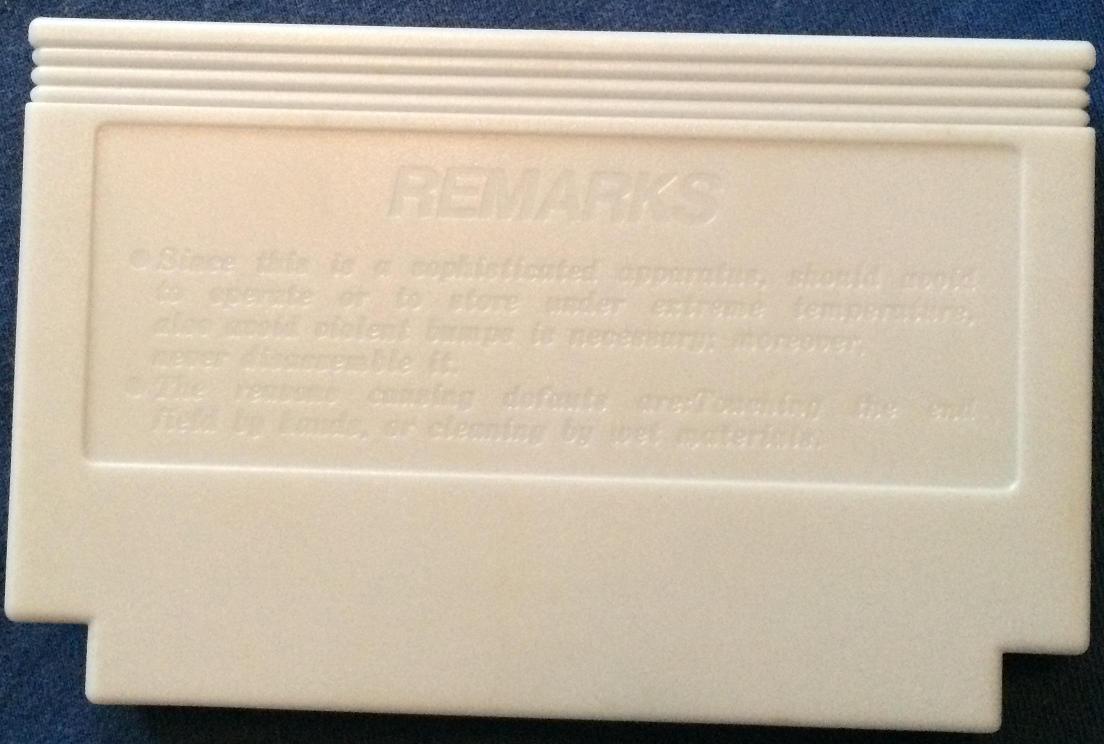 REMARKS
●Since this is a sophisticated apparatus, should avoid
to operate or to store under extreme temperature,
also avoid violent bumps is necessary; moreover,
never disassemble it.
●The reasons causing defaults are:Touching the end
field by hands, or cleaning by wet materials.